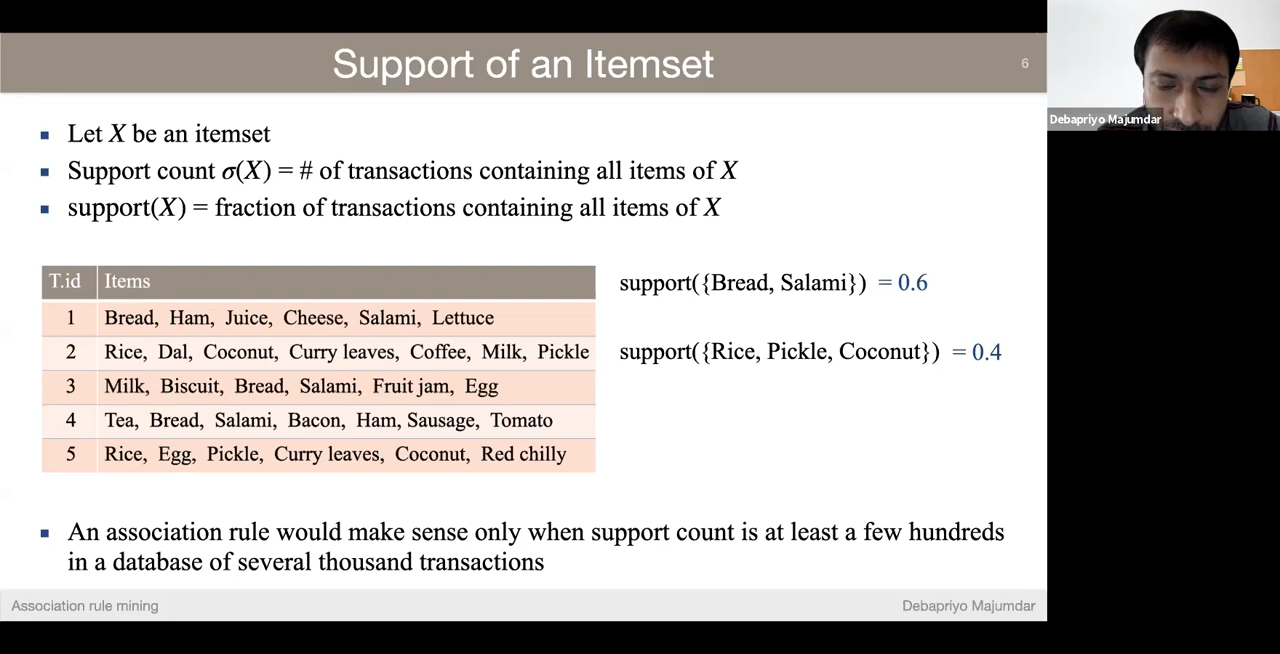 Support of an Itemset
6
Debapriyo Majumdar
▪ Let X be an itemset
▪ Support count σ(X) = # of transactions containing all items of X
▪ support(X) = fraction of transactions containing all items of X
T.id Items
1 Bread, Ham, Juice, Cheese, Salami, Lettuce
2 Rice, Dal, Coconut, Curry leaves, Coffee, Milk, Pickle
3 Milk, Biscuit, Bread, Salami, Fruit jam, Egg
4 Tea, Bread, Salami, Bacon, Ham, Sausage, Tomato
5 Rice, Egg, Pickle, Curry leaves, Coconut, Red chilly
support({Bread, Salami}) = 0.6
support({Rice, Pickle, Coconut}) = 0.4
▪ An association rule would make sense only when support count is at least a few hundreds
in a database of several thousand transactions
Association rule mining
Debapriyo Majumdar